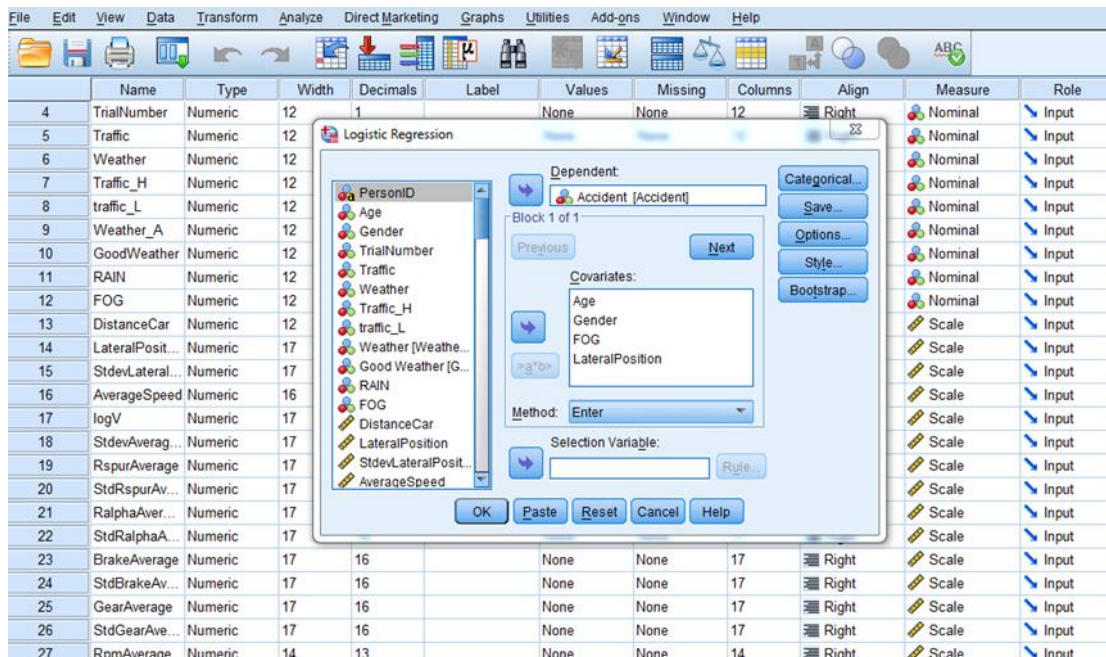 File Edit View Data Transform Analyze Direct Marketing Graphs Utilities Add-ons Window Help
Name Type Width Decimals Label Values Missing Columns Align Measure Role
4 TrialNumber Numeric 12 1 None None 12 Right Nominal Input
5 Traffic Numeric 12 Nominal Input
6 Weather Numeric 12 Nominal Input
7 Traffic_H Numeric 12 Nominal Input
8 traffic_L Numeric 12 Nominal Input
9 Weather_A Numeric 12 Nominal Input
10 GoodWeather Numeric 12 Nominal Input
11 RAIN Numeric 12 Nominal Input
12 FOG Numeric 12 Nominal Input
13 DistanceCar Numeric 12 Scale Input
14 LateralPosit... Numeric 17 Scale Input
15 StdevLateral... Numeric 17 Scale Input
16 AverageSpeed Numeric 16 Scale Input
17 logV Numeric 17 Scale Input
18 StdevAverag... Numeric 17 Scale Input
19 RspurAverage Numeric 17 Scale Input
20 StdRspurAv... Numeric 17 Scale Input
21 RalphaAver... Numeric 17 Scale Input
22 StdRalphaA... Numeric 17 Scale Input
23 BrakeAverage Numeric 17 16 None None 17 Right Scale Input
24 StdBrakeAv... Numeric 17 16 None None 17 Right Scale Input
25 GearAverage Numeric 17 16 None None 17 Right Scale Input
26 StdGearAve... Numeric 17 16 None None 17 Right Scale Input
27 RpmAverage Numeric 14 13 None None 14 Right Scale Input
Logistic Regression
PersonID
Age
Gender
TrialNumber
Traffic
Weather
Traffic_H
traffic_L
Weather [Weathe...
Good Weather [G...
RAIN
FOG
DistanceCar
LateralPosition
StdevLateralPosit...
AverageSpeed
Dependent:
Accident [Accident]
Block 1 of 1
Previous Next
Covariates:
Age
Gender
FOG
LateralPosition
>a*b>
Method: Enter
Selection Variable:
Rule...
Categorical...
Save...
Options...
Style...
Bootstrap...
OK Paste Reset Cancel Help